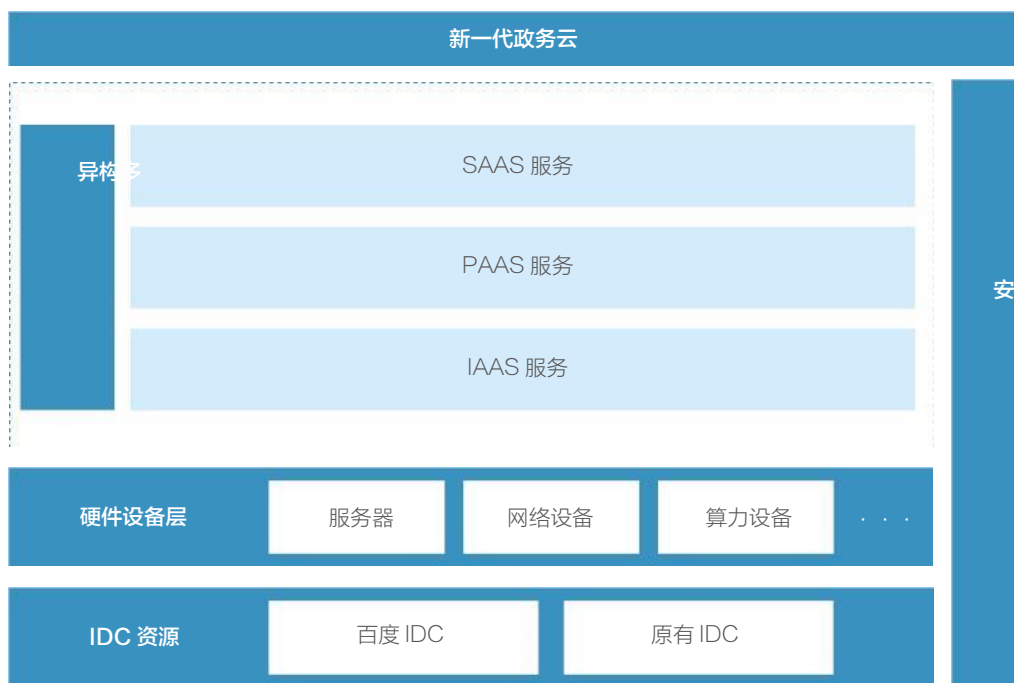 新一代政务云
异构多
SAAS 服务
PAAS 服务
IAAS 服务
安
硬件设备层
服务器
网络设备
算力设备
· · ·
IDC 资源
百度 IDC
原有 IDC